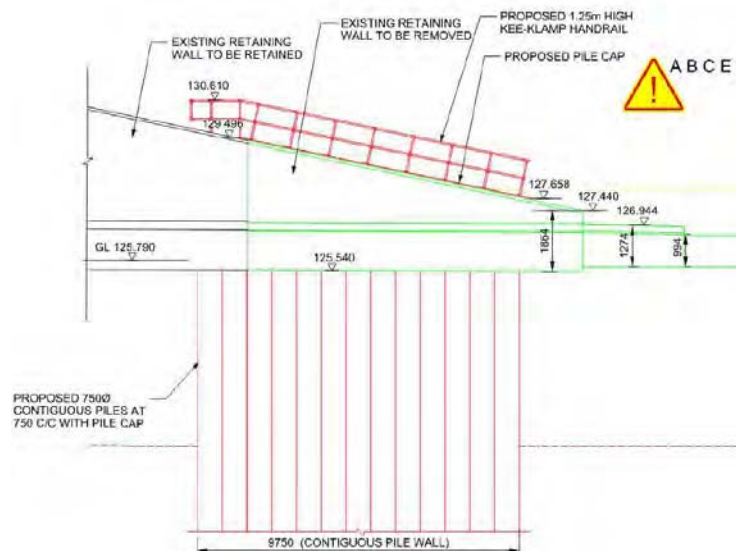 EXISTING RETAINING
WALL TO BE RETAINED
EXISTING RETAINING
WALL TO BE REMOVED
PROPOSED 1.25m HIGH
KEE-KLAMP HANDRAIL
PROPOSED PILE CAP
A B C E
!
130.610
129.496
127.658
127.440
126.944
GL 125.790
125.540
1864
1274
994
PROPOSED 750Ø
CONTIGUOUS PILES AT
750 C/C WITH PILE CAP
9750 (CONTIGUOUS PILE WALL)